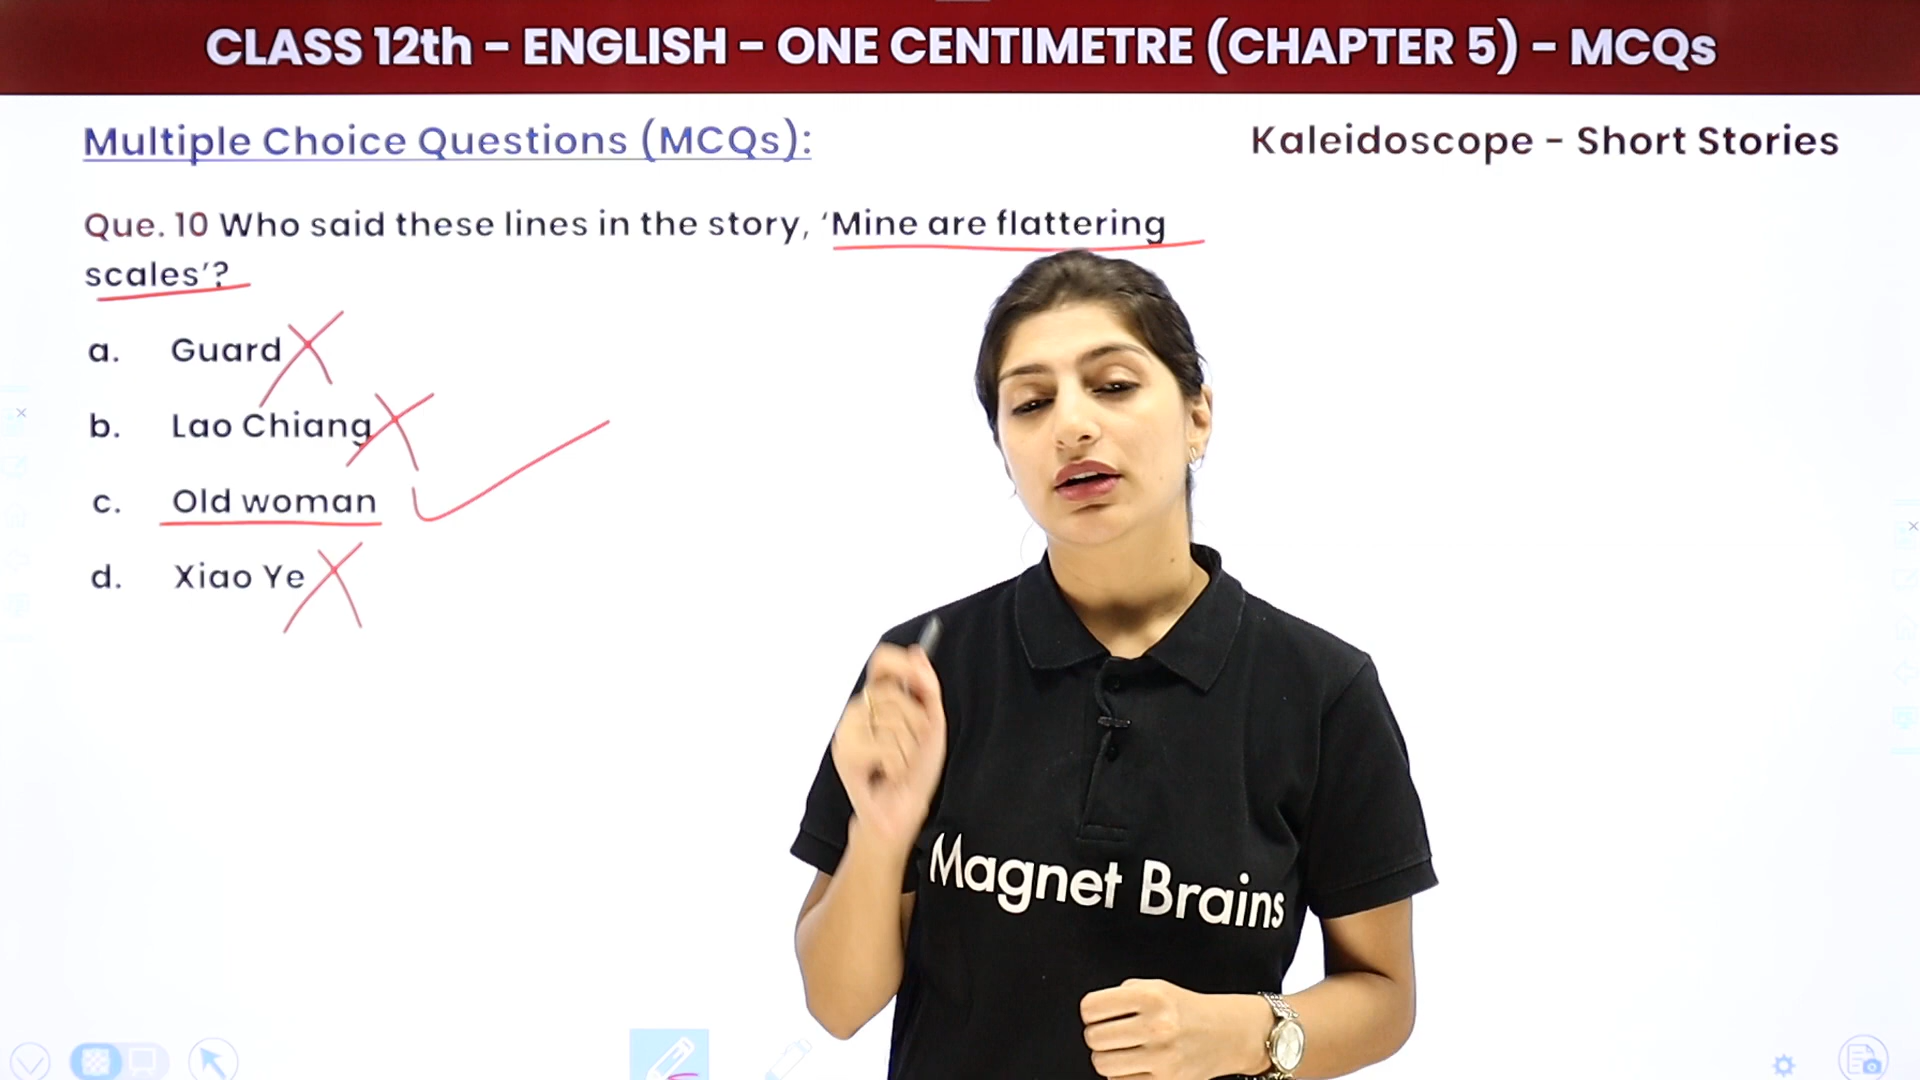 CLASS 12th - ENGLISH - ONE CENTIMETRE (CHAPTER 5) - MCQs
Multiple Choice Questions (MCQs):
Kaleidoscope - Short Stories
Que. 10 Who said these lines in the story, ‘Mine are flattering
scales’?
a. Guard
b. Lao Chiang
c. Old woman
d. Xiao Ye
Magnet Brains